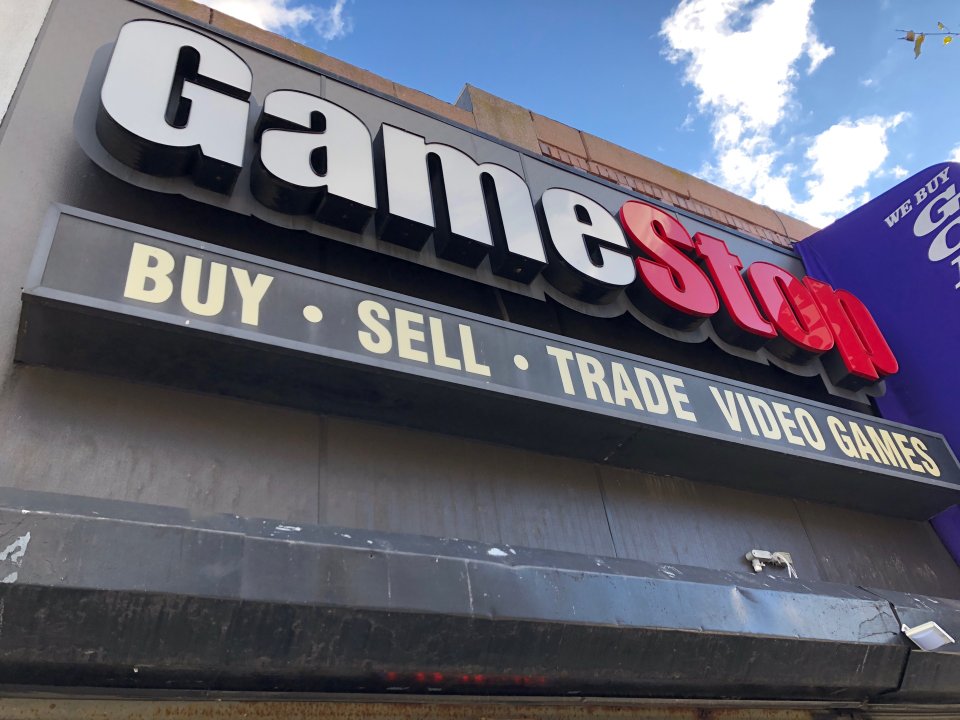 GameStop
BUY · SELL · TRADE VIDEO GAMES
WE BUY